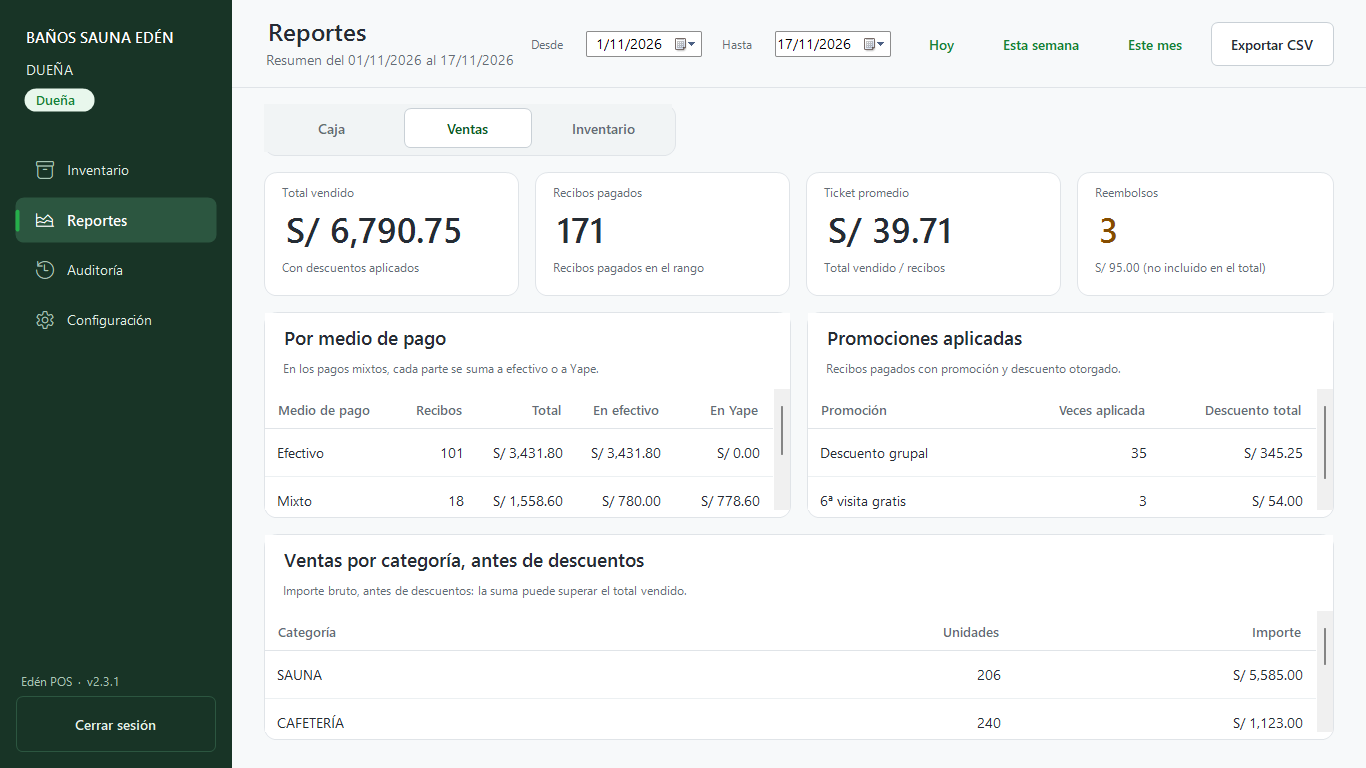 BAÑOS SAUNA EDÉN
DUEÑA
Dueña
Inventario
Reportes
Auditoría
Configuración
Edén POS · v2.3.1
Cerrar sesión
Reportes
Resumen del 01/11/2026 al 17/11/2026
Desde 1/11/2026 Hasta 17/11/2026 Hoy Esta semana Este mes Exportar CSV
Caja Ventas Inventario
Total vendido
S/ 6,790.75
Con descuentos aplicados
Recibos pagados
171
Recibos pagados en el rango
Ticket promedio
S/ 39.71
Total vendido / recibos
Reembolsos
3
S/ 95.00 (no incluido en el total)
Por medio de pago
En los pagos mixtos, cada parte se suma a efectivo o a Yape.
Medio de pago Recibos Total En efectivo En Yape
Efectivo 101 S/ 3,431.80 S/ 3,431.80 S/ 0.00
Mixto 18 S/ 1,558.60 S/ 780.00 S/ 778.60
Promociones aplicadas
Recibos pagados con promoción y descuento otorgado.
Promoción Veces aplicada Descuento total
Descuento grupal 35 S/ 345.25
6ª visita gratis 3 S/ 54.00
Ventas por categoría, antes de descuentos
Importe bruto, antes de descuentos: la suma puede superar el total vendido.
Categoría Unidades Importe
SAUNA 206 S/ 5,585.00
CAFETERÍA 240 S/ 1,123.00